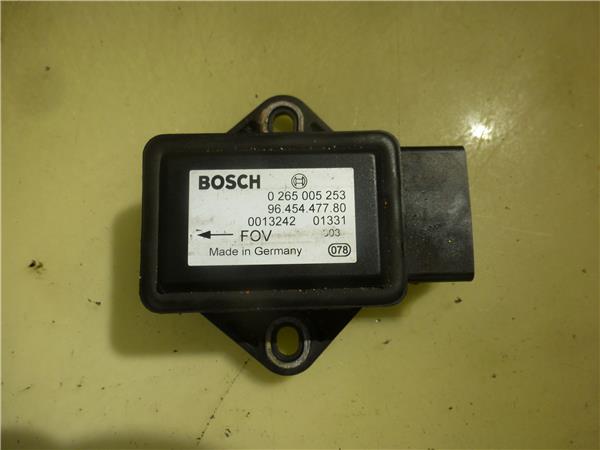 BOSCH
0 265 005 253
96.454.477.80
0013242 01331
FOV
Made in Germany 078